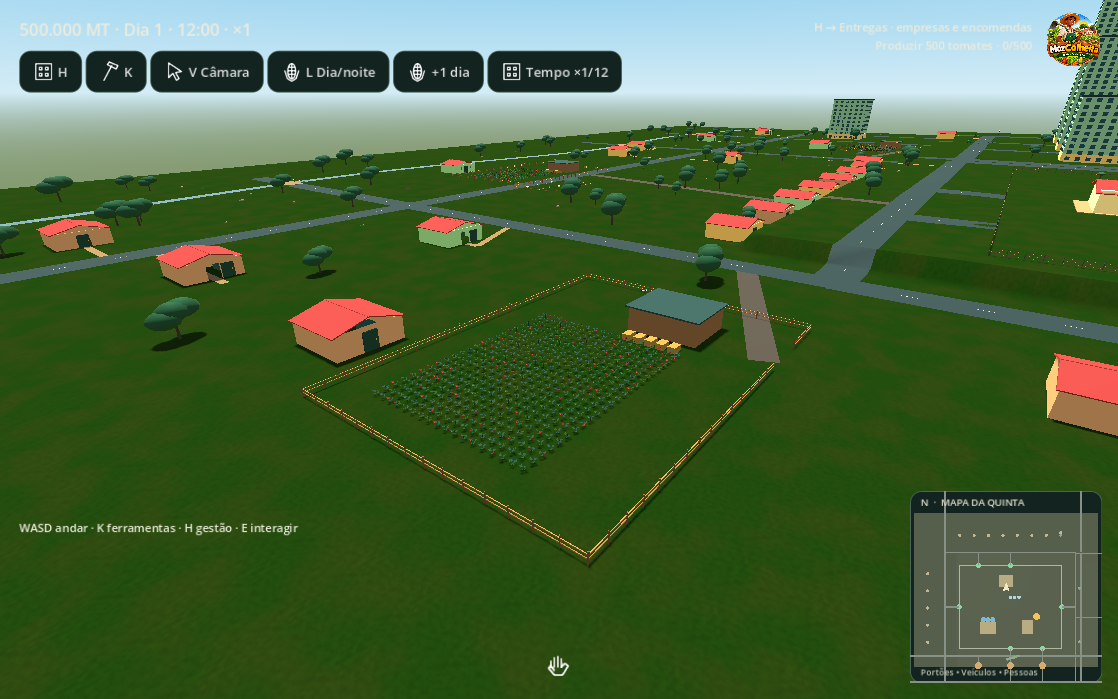 500.000 MT · Dia 1 · 12:00 · ×1
H → Entregas · empresas e encomendas
Produzir 500 tomates · 0/500
MozColheita
H
K
V Câmara
L Dia/noite
+1 dia
Tempo ×1/12
WASD andar · K ferramentas · H gestão · E interagir
N · MAPA DA QUINTA
Portões • Veículos • Pessoas